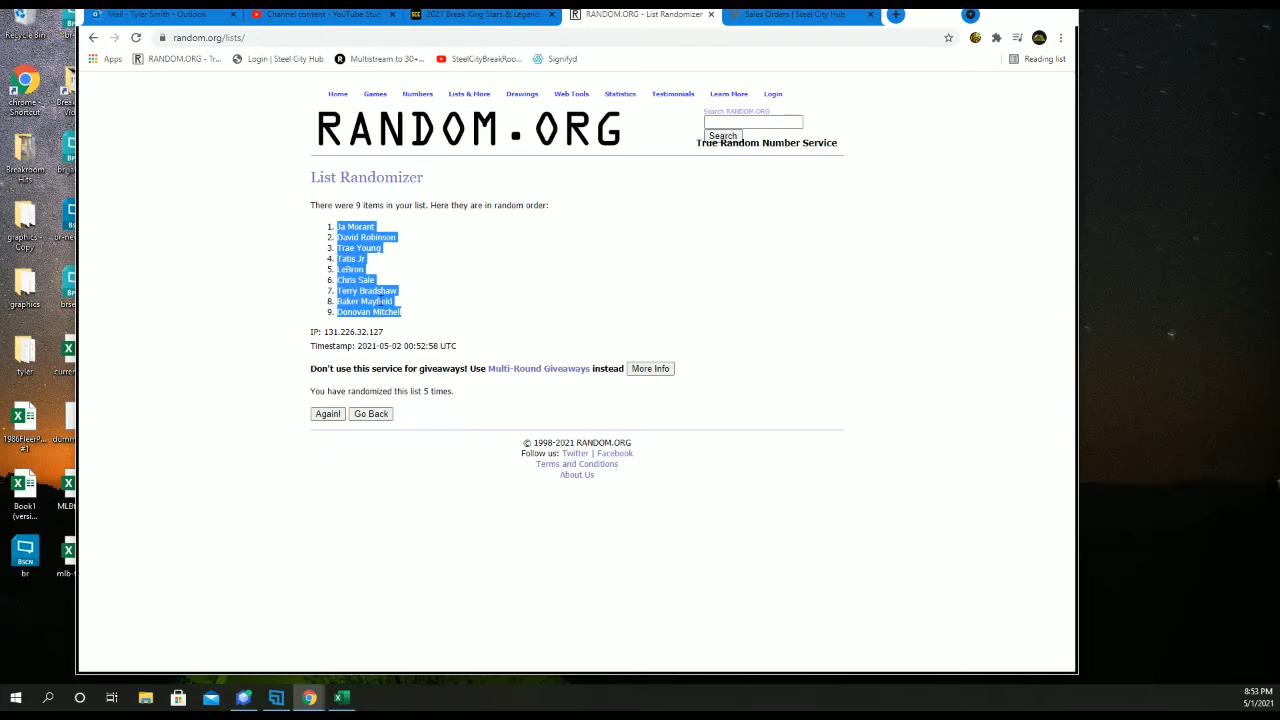 Mail - Tyler Smith - Outlook
Channel content - YouTube Stud
2021 Break King Stars & Legend
RANDOM.ORG - List Randomizer
Sales Orders | Steel City Hub
random.org/lists/
Apps
RANDOM.ORG - Tr...
Login | Steel City Hub
Multistream to 30+...
SteelCityBreakRoo...
Signifyd
Reading list
Home
Games
Numbers
Lists & More
Drawings
Web Tools
Statistics
Testimonials
Learn More
Login
RANDOM.ORG
Search RANDOM.ORG
Search
True Random Number Service
List Randomizer
There were 9 items in your list. Here they are in random order:
1. Ja Morant
2. David Robinson
3. Trae Young
4. Tatis Jr
5. LeBron
6. Chris Sale
7. Terry Bradshaw
8. Baker Mayfield
9. Donovan Mitchell
IP: 131.226.32.127
Timestamp: 2021-05-02 00:52:58 UTC
Don't use this service for giveaways! Use Multi-Round Giveaways instead More Info
You have randomized this list 5 times.
Again! Go Back
© 1998-2021 RANDOM.ORG
Follow us: Twitter | Facebook
Terms and Conditions
About Us
Recycle Bin
chrome - Shortcut
Breakroom Hits
graphics - Copy
graphics
tyler
1986FleerP... #1
Book1 (versi...
br
8:53 PM
5/1/2021